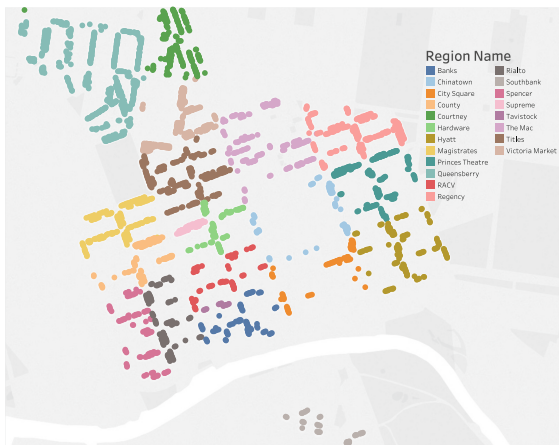 Region Name
Banks
Chinatown
City Square
County
Courtney
Hardware
Hyatt
Magistrates
Princes Theatre
Queensberry
RACV
Regency
Rialto
Southbank
Spencer
Supreme
Tavistock
The Mac
Titles
Victoria Market